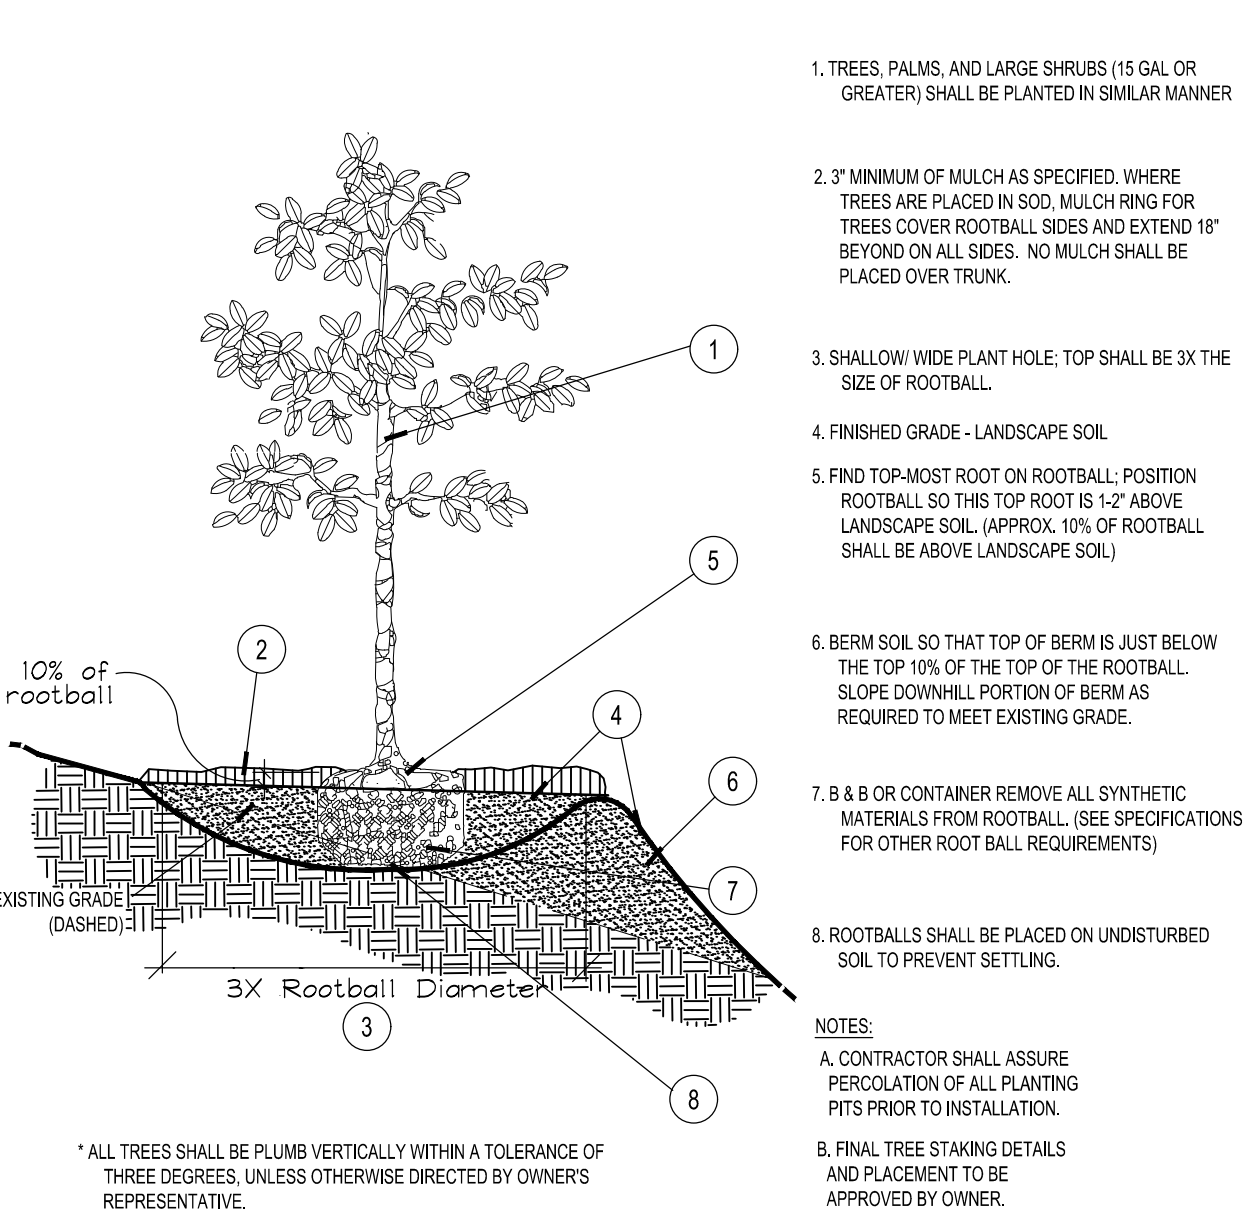 1. TREES, PALMS, AND LARGE SHRUBS (15 GAL OR
GREATER) SHALL BE PLANTED IN SIMILAR MANNER
2. 3" MINIMUM OF MULCH AS SPECIFIED. WHERE
TREES ARE PLACED IN SOD, MULCH RING FOR
TREES COVER ROOTBALL SIDES AND EXTEND 18"
BEYOND ON ALL SIDES. NO MULCH SHALL BE
PLACED OVER TRUNK.
3. SHALLOW/ WIDE PLANT HOLE; TOP SHALL BE 3X THE
SIZE OF ROOTBALL.
4. FINISHED GRADE - LANDSCAPE SOIL
5. FIND TOP-MOST ROOT ON ROOTBALL; POSITION
ROOTBALL SO THIS TOP ROOT IS 1-2" ABOVE
LANDSCAPE SOIL. (APPROX. 10% OF ROOTBALL
SHALL BE ABOVE LANDSCAPE SOIL)
6. BERM SOIL SO THAT TOP OF BERM IS JUST BELOW
THE TOP 10% OF THE TOP OF THE ROOTBALL.
SLOPE DOWNHILL PORTION OF BERM AS
REQUIRED TO MEET EXISTING GRADE.
7. B & B OR CONTAINER REMOVE ALL SYNTHETIC
MATERIALS FROM ROOTBALL. (SEE SPECIFICATIONS
FOR OTHER ROOT BALL REQUIREMENTS)
8. ROOTBALLS SHALL BE PLACED ON UNDISTURBED
SOIL TO PREVENT SETTLING.
NOTES:
A. CONTRACTOR SHALL ASSURE
PERCOLATION OF ALL PLANTING
PITS PRIOR TO INSTALLATION.
B. FINAL TREE STAKING DETAILS
AND PLACEMENT TO BE
APPROVED BY OWNER.
1
5
2
10% of
rootball
4
6
7
EXISTING GRADE
(DASHED)
3X Rootball Diameter
3
8
* ALL TREES SHALL BE PLUMB VERTICALLY WITHIN A TOLERANCE OF
THREE DEGREES, UNLESS OTHERWISE DIRECTED BY OWNER'S
REPRESENTATIVE.